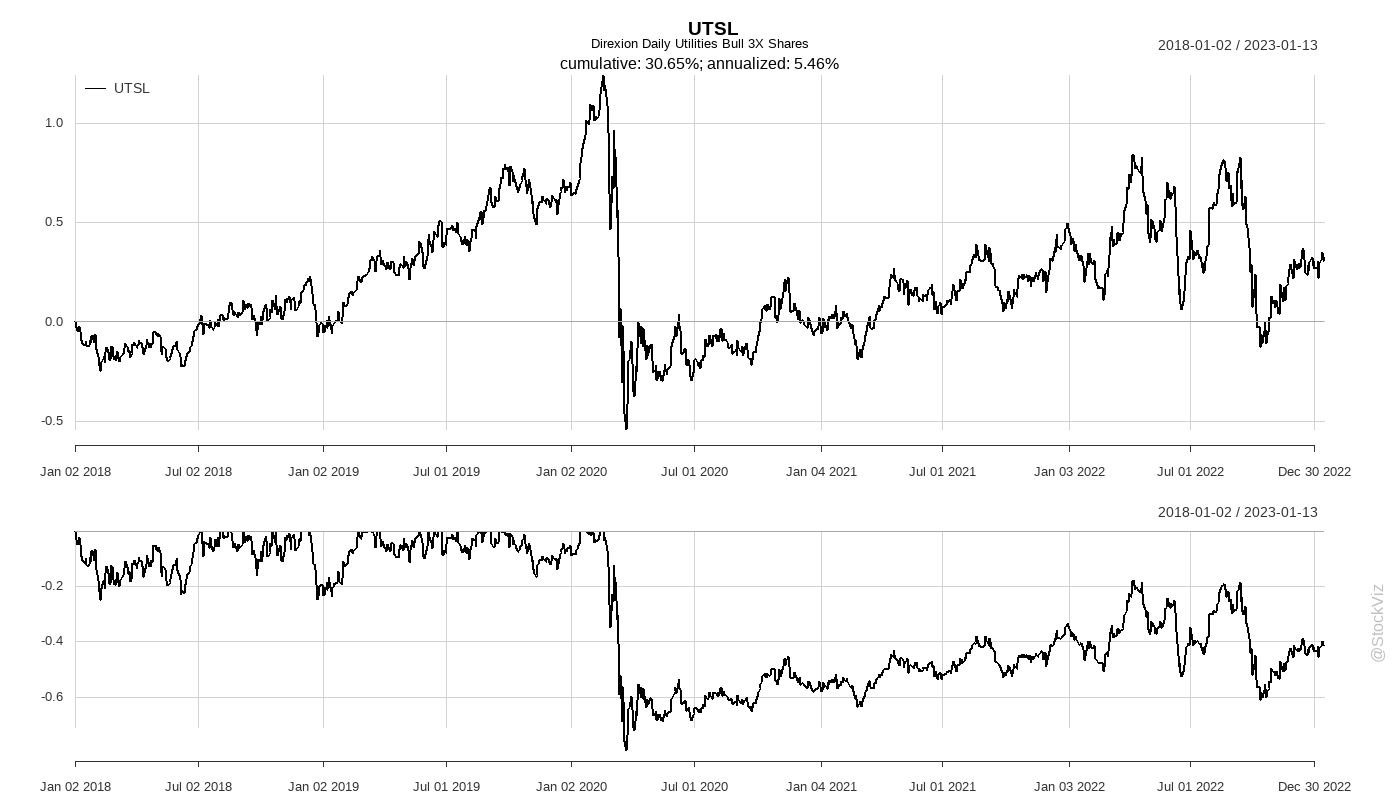 UTSL
Direxion Daily Utilities Bull 3X Shares
cumulative: 30.65%; annualized: 5.46%
2018-01-02 / 2023-01-13
UTSL
1.0
0.5
0.0
-0.5
Jan 02 2018 Jul 02 2018 Jan 02 2019 Jul 01 2019 Jan 02 2020 Jul 01 2020 Jan 04 2021 Jul 01 2021 Jan 03 2022 Jul 01 2022 Dec 30 2022
2018-01-02 / 2023-01-13
-0.2
-0.4
-0.6
Jan 02 2018 Jul 02 2018 Jan 02 2019 Jul 01 2019 Jan 02 2020 Jul 01 2020 Jan 04 2021 Jul 01 2021 Jan 03 2022 Jul 01 2022 Dec 30 2022
@StockViz